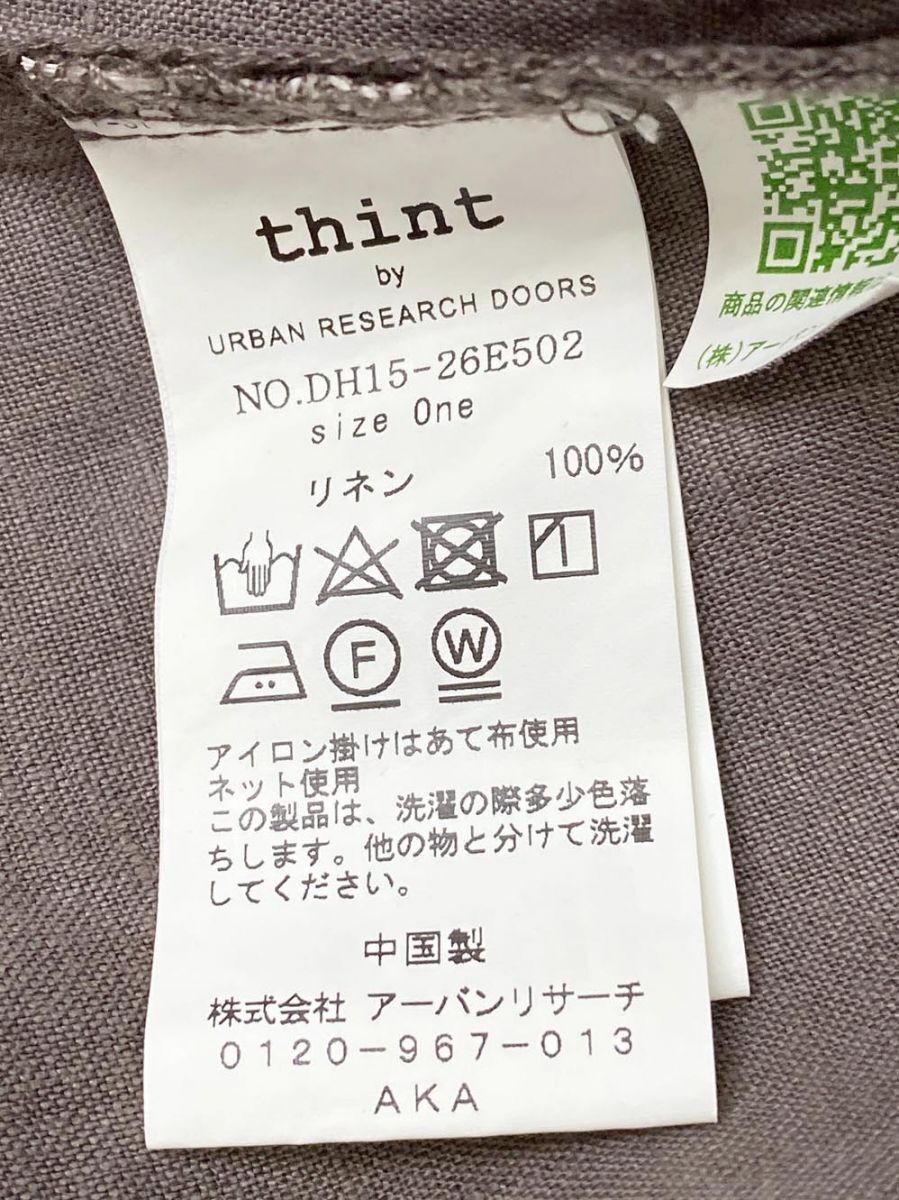 thint
by
URBAN RESEARCH DOORS
NO.DH15-26E502
size One
リネン 100%
F W
アイロン掛けはあて布使用
ネット使用
この製品は、洗濯の際多少色落
ちします。他の物と分けて洗濯
してください。
中国製
株式会社 アーバンリサーチ
0120-967-013
AKA
商品の関連情報
(株)アーバ